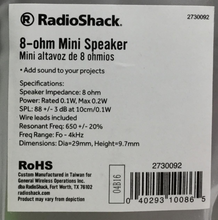 ® RadioShack.
2730092
8-ohm Mini Speaker
Mini altavoz de 8 ohmios
• Add sound to your projects
Specifications:
Speaker Impedance: 8 ohm
Power: Rated 0.1W, Max 0.2W
SPL: 88 +/- 3 dB at 10cm/0.1W
Wire leads included
Resonant Frequency: 650 +/- 20%
Frequency Range: Fo - 4kHz
Dimensions: Dia=29mm, Height=9.7mm
RoHS
2730092
Custom Manufactured in Taiwan for
General Wireless Operations Inc.
dba RadioShack, Fort Worth, TX 76102
radioshack.com
Product may vary from depiction
04B16
0 40293 10086 5